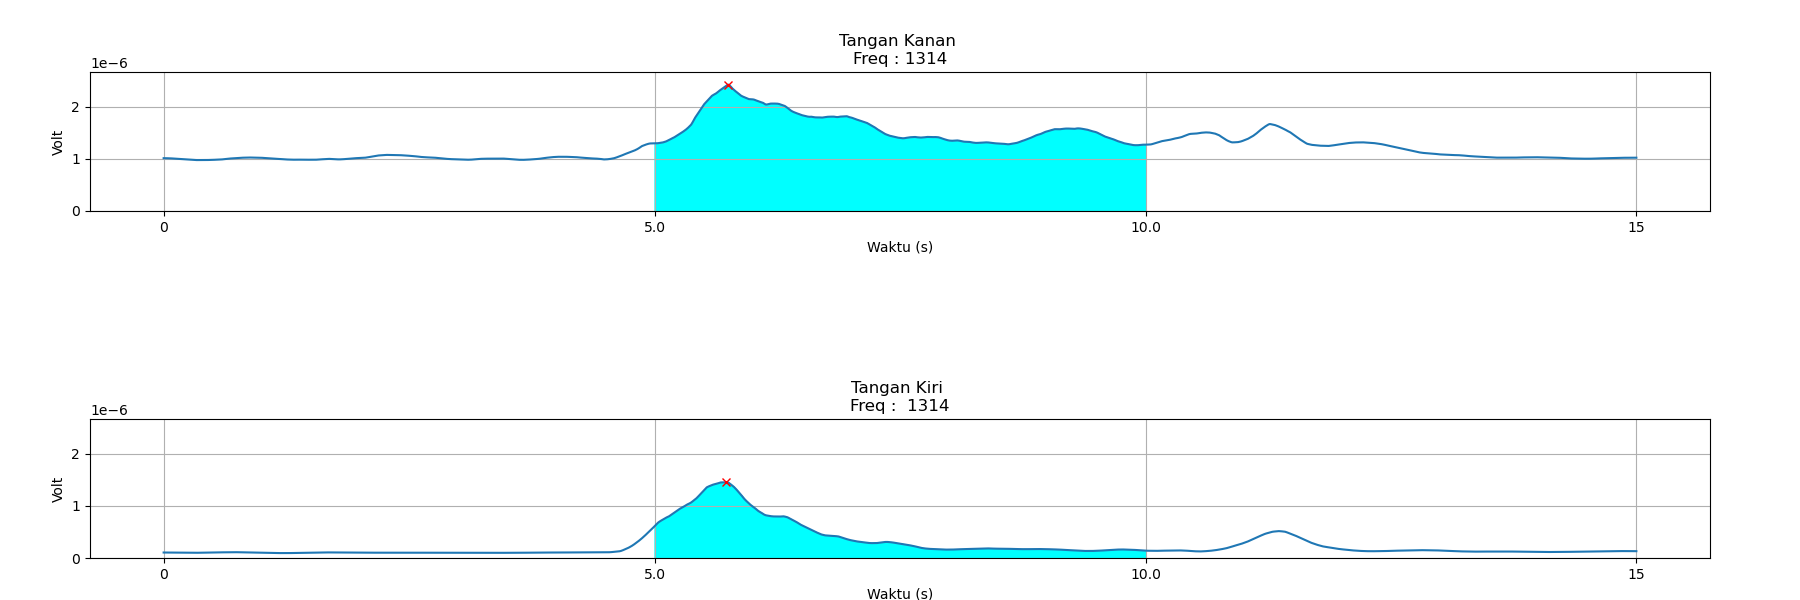 Tangan Kanan
Freq : 1314
1e−6
Volt
2
1
0
0 5.0 10.0 15
Waktu (s)
Tangan Kiri
Freq :  1314
1e−6
Volt
2
1
0
0 5.0 10.0 15
Waktu (s)